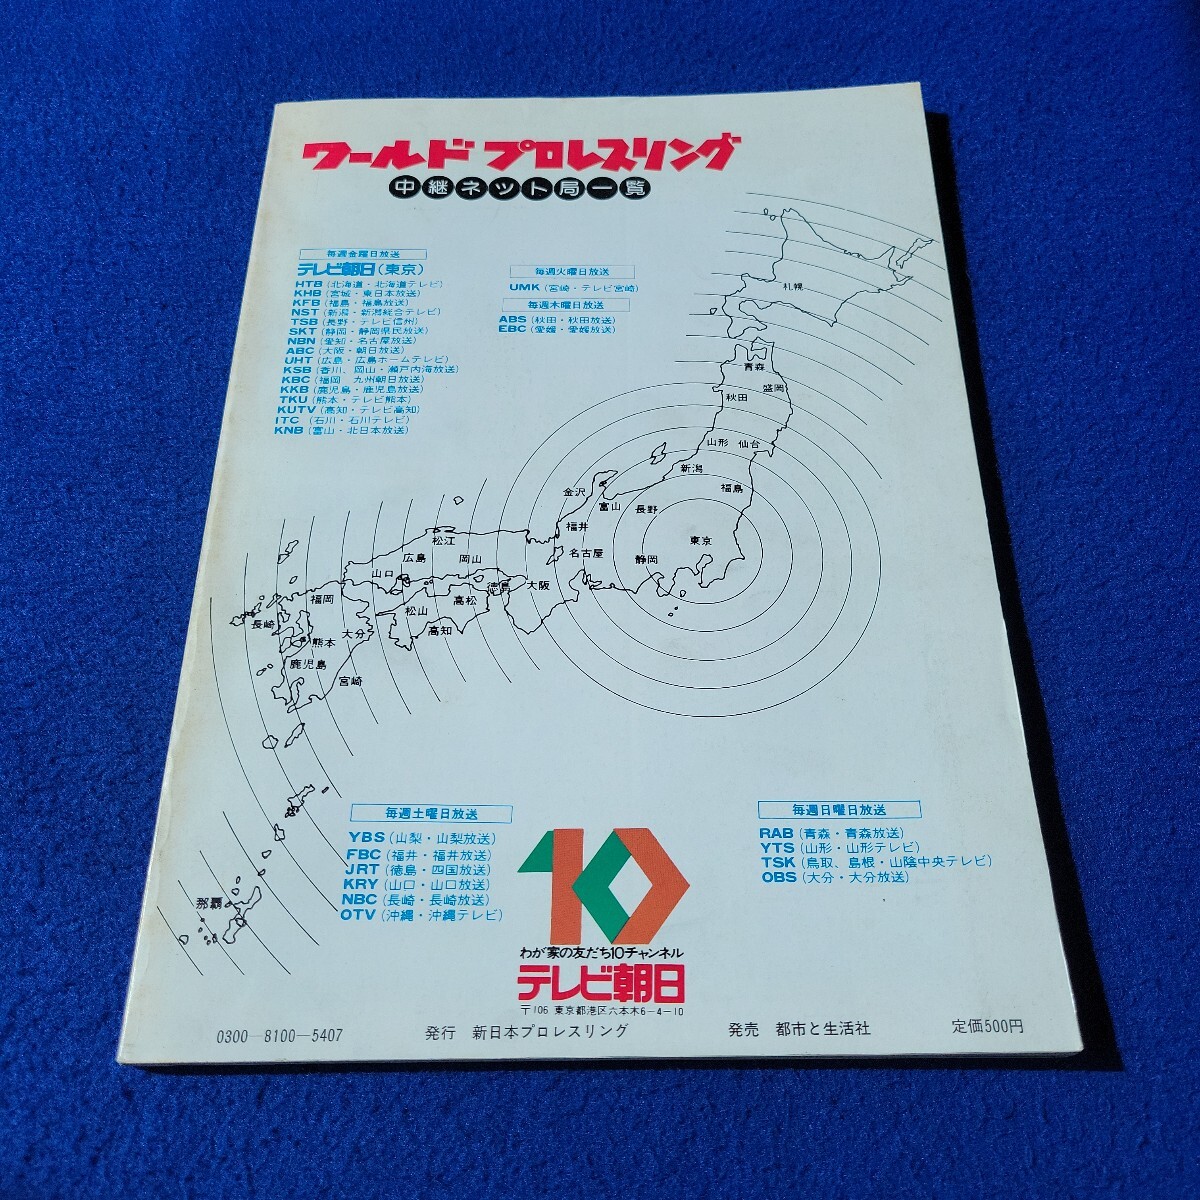 ワールド プロレスリング
中継ネット局一覧
毎週金曜日放送
テレビ朝日(東京)
HTB(北海道・北海道テレビ)
KHB(宮城・東日本放送)
KFB(福島・福島放送)
NST(新潟・新潟総合テレビ)
TSB(長野・テレビ信州)
SKT(静岡・静岡県民放送)
NBN(愛知・名古屋放送)
ABC(大阪・朝日放送)
UHT(広島・広島ホームテレビ)
KSB(香川、岡山・瀬戸内海放送)
KBC(福岡 九州朝日放送)
KKB(鹿児島・鹿児島放送)
TKU(熊本・テレビ熊本)
KUTV(高知・テレビ高知)
ITC(石川・石川テレビ)
KNB(富山・北日本放送)
毎週火曜日放送
UMK(宮崎・テレビ宮崎)
毎週木曜日放送
ABS(秋田・秋田放送)
EBC(愛媛・愛媛放送)
札幌
青森
盛岡
秋田
山形 仙台
新潟
福島
金沢
富山 長野
福井
東京
名古屋 静岡
松江
広島 岡山
山口
徳島 大阪
福岡
松山 高松
長崎
大分 高知
熊本
鹿児島
宮崎
那覇
毎週土曜日放送
YBS(山梨・山梨放送)
FBC(福井・福井放送)
JRT(徳島・四国放送)
KRY(山口・山口放送)
NBC(長崎・長崎放送)
OTV(沖縄・沖縄テレビ)
毎週日曜日放送
RAB(青森・青森放送)
YTS(山形・山形テレビ)
TSK(鳥取、島根・山陰中央テレビ)
OBS(大分・大分放送)
10
わが家の友だち10チャンネル
テレビ朝日
〒106 東京都港区六本木6-4-10
0300-8100-5407 発行 新日本プロレスリング 発売 都市と生活社 定価500円